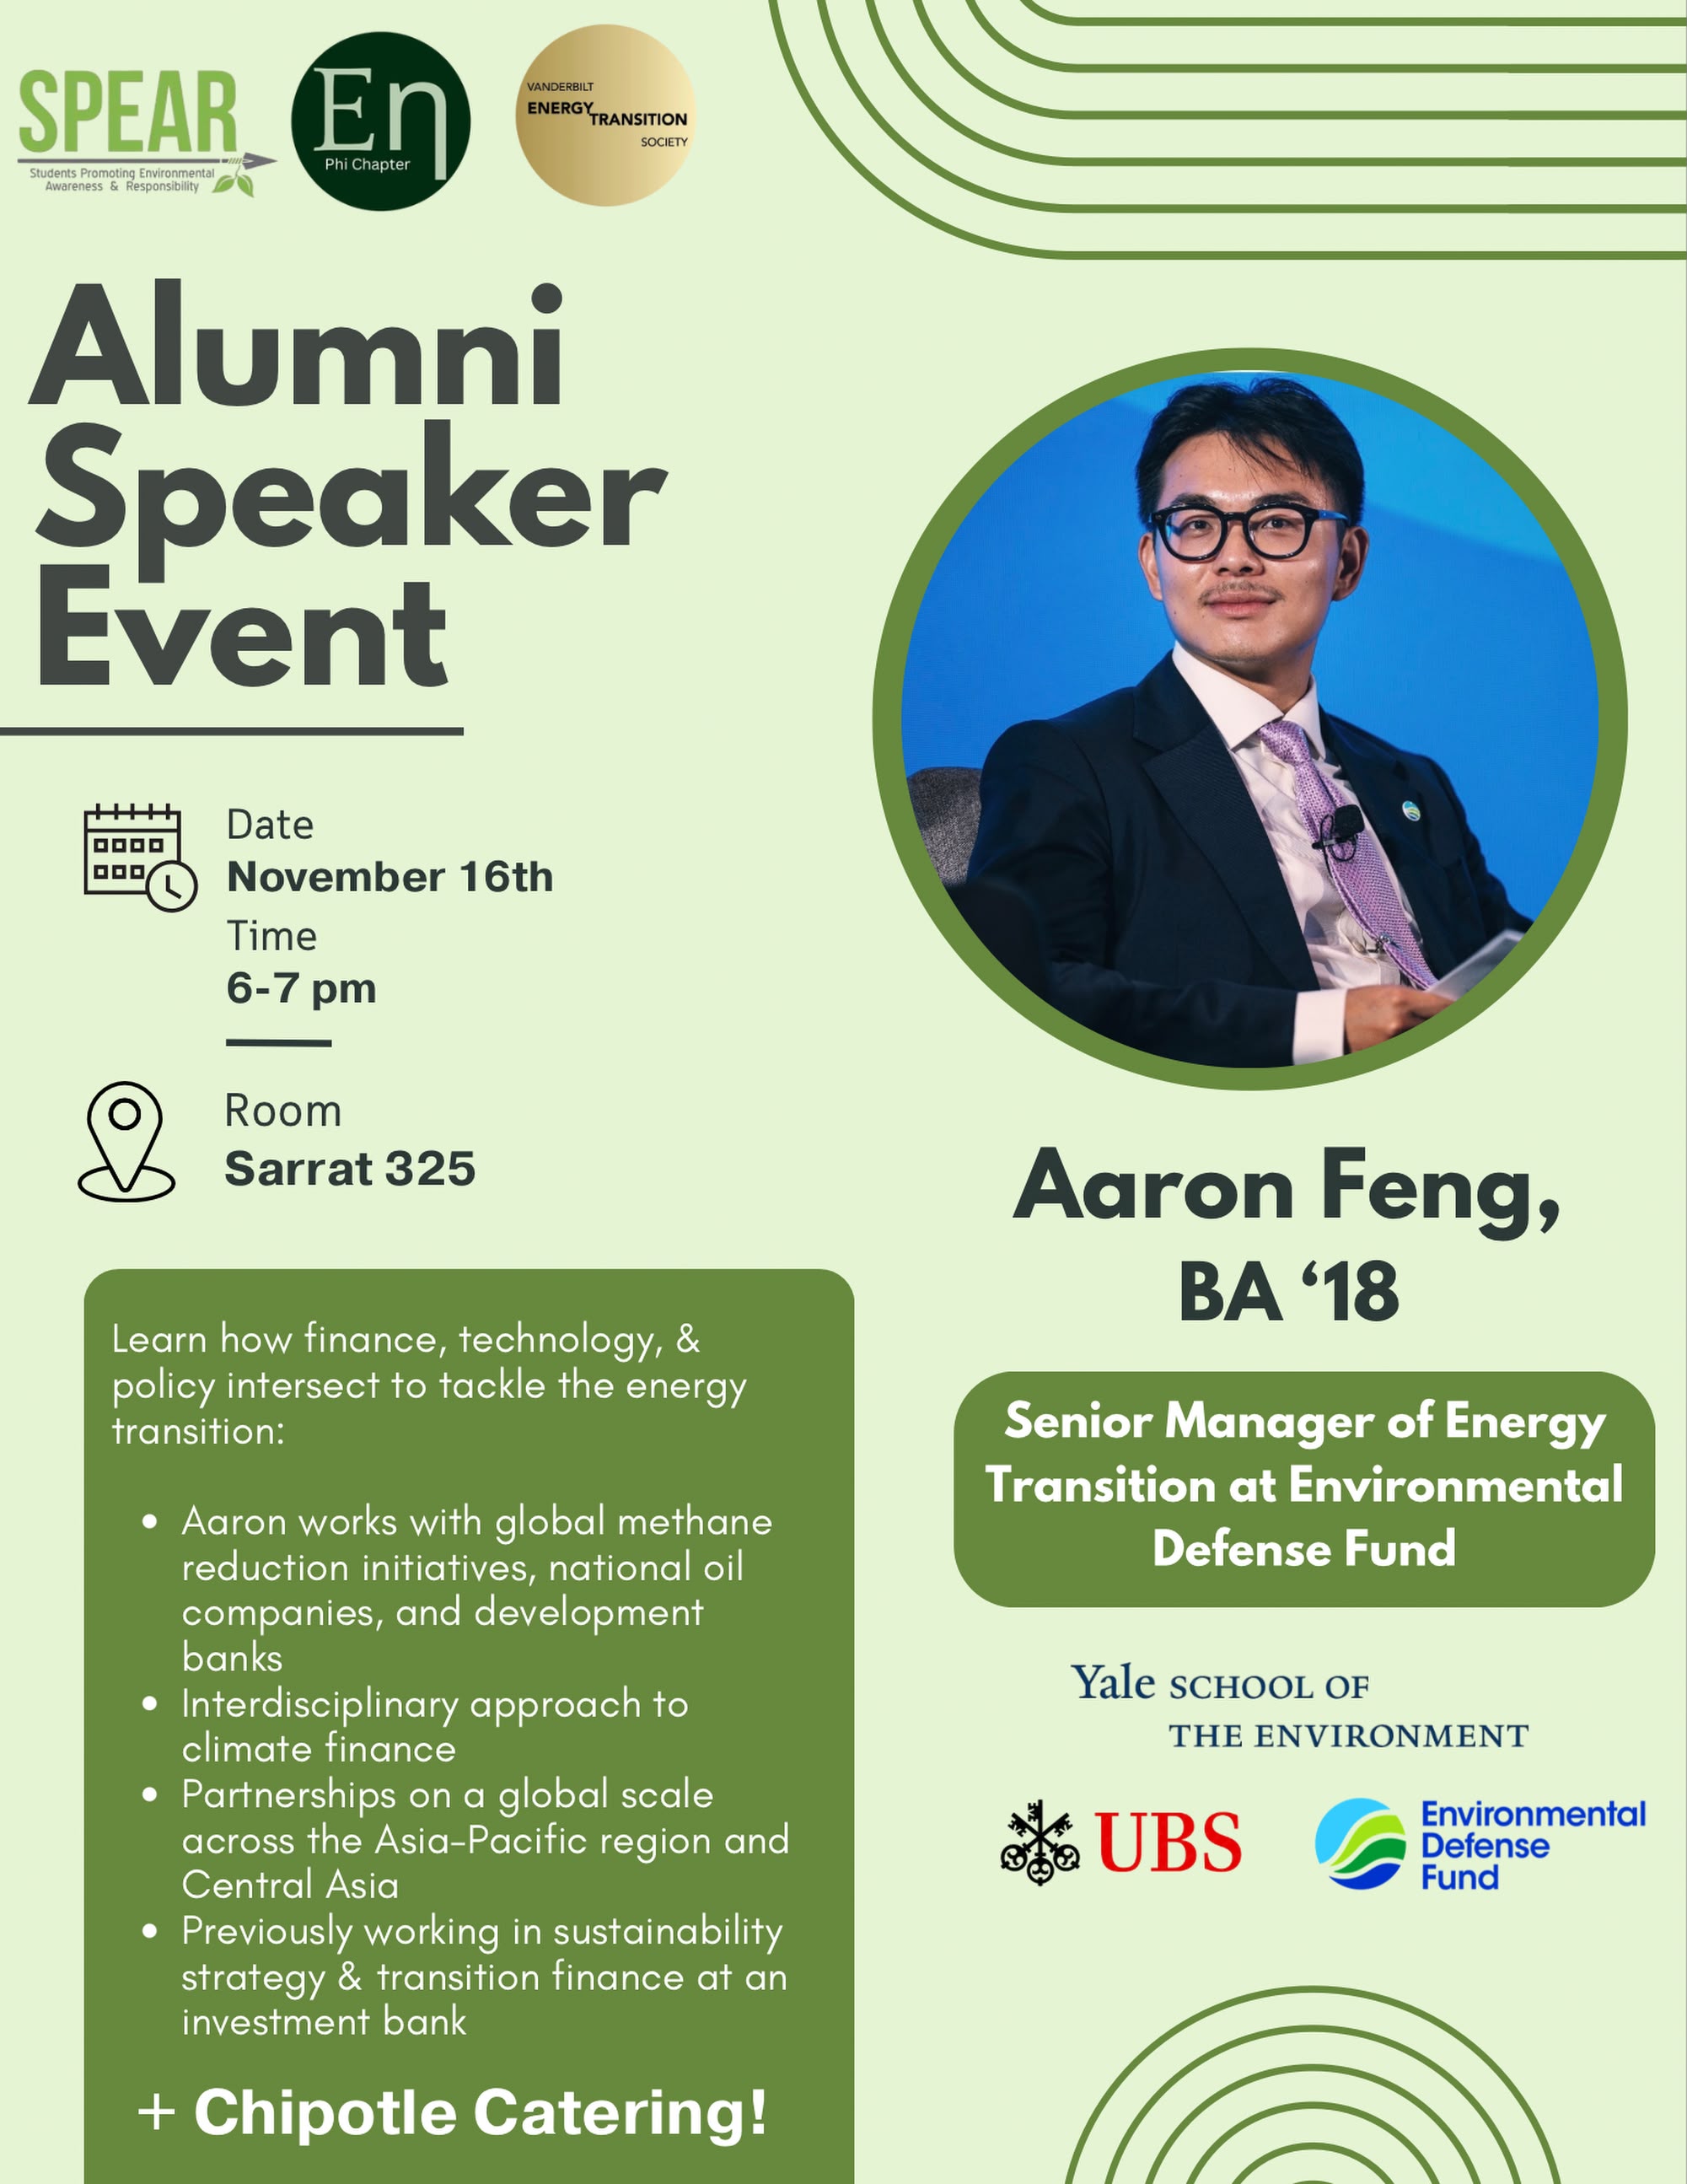 SPEAR
Students Promoting Environmental
Awareness & Responsibility
Eη
Phi Chapter
VANDERBILT
ENERGY
TRANSITION
SOCIETY
Alumni
Speaker
Event
Date
November 16th
Time
6-7 pm
Room
Sarrat 325
Learn how finance, technology, &
policy intersect to tackle the energy
transition:
• Aaron works with global methane
reduction initiatives, national oil
companies, and development
banks
• Interdisciplinary approach to
climate finance
• Partnerships on a global scale
across the Asia-Pacific region and
Central Asia
• Previously working in sustainability
strategy & transition finance at an
investment bank
+ Chipotle Catering!
Aaron Feng,
BA ‘18
Senior Manager of Energy
Transition at Environmental
Defense Fund
Yale SCHOOL OF
THE ENVIRONMENT
UBS
Environmental
Defense
Fund